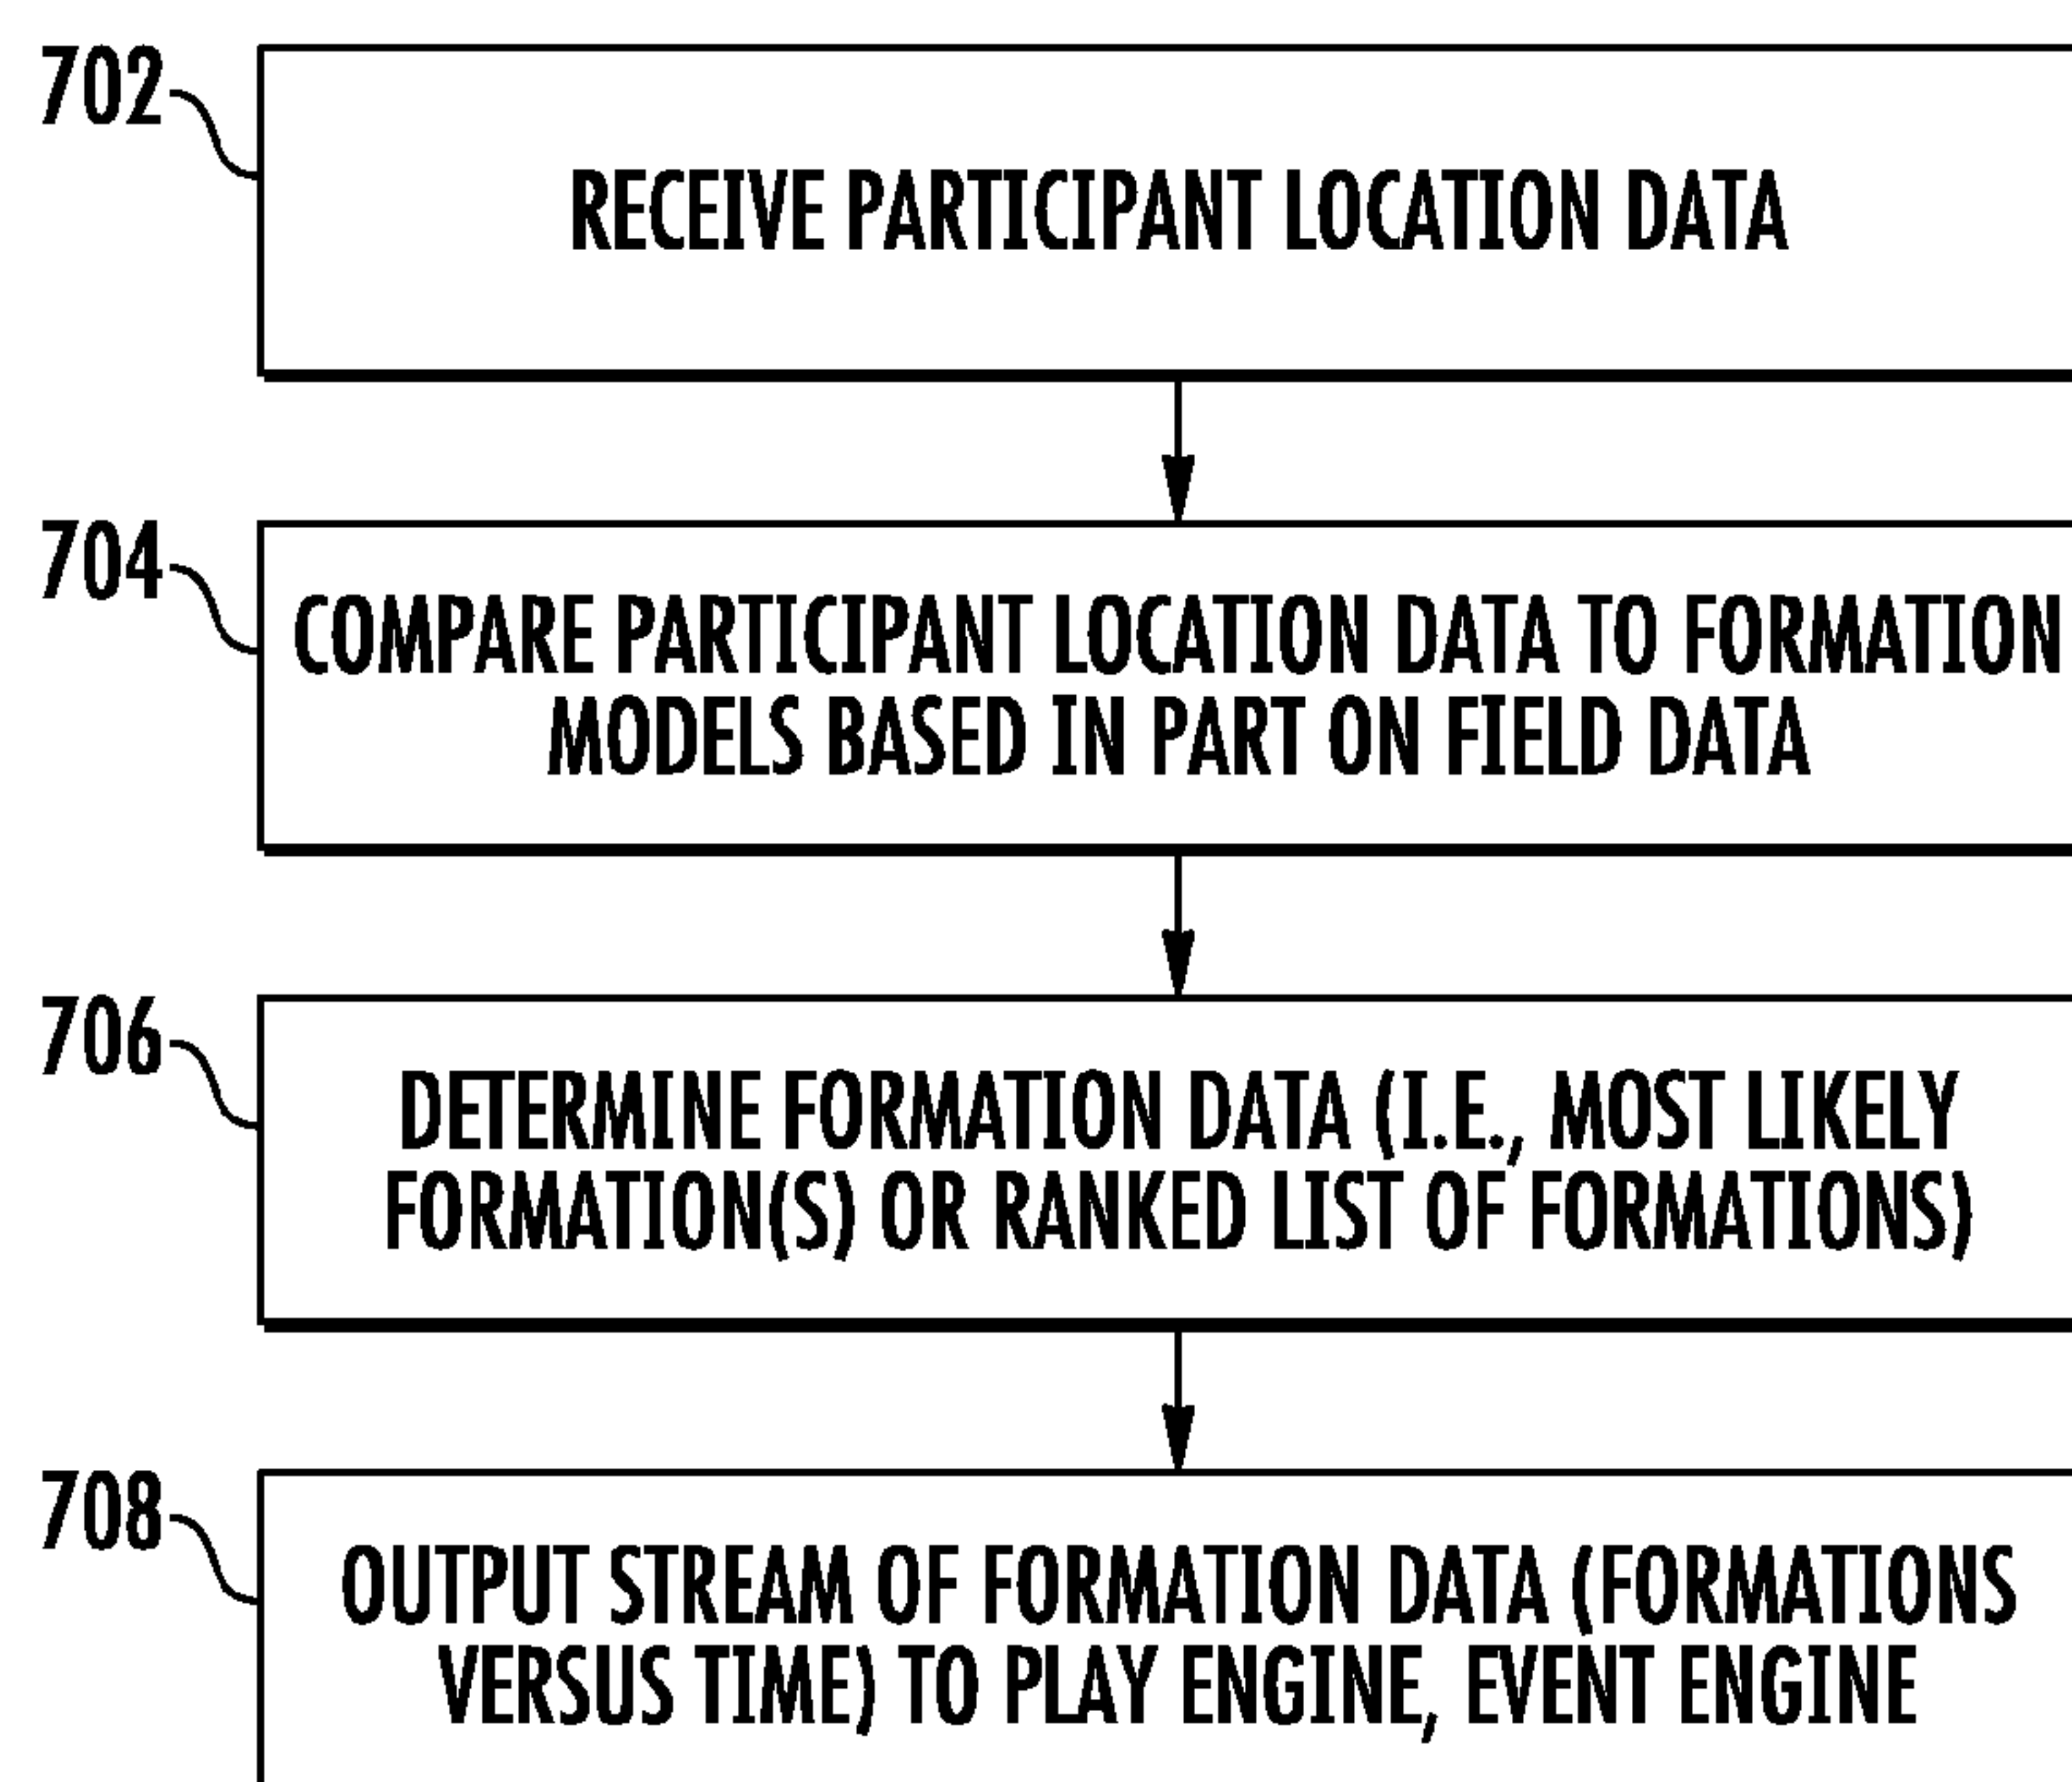 702
RECEIVE PARTICIPANT LOCATION DATA
704
COMPARE PARTICIPANT LOCATION DATA TO FORMATION
MODELS BASED IN PART ON FIELD DATA
706
DETERMINE FORMATION DATA (I.E., MOST LIKELY
FORMATION(S) OR RANKED LIST OF FORMATIONS)
708
OUTPUT STREAM OF FORMATION DATA (FORMATIONS
VERSUS TIME) TO PLAY ENGINE, EVENT ENGINE